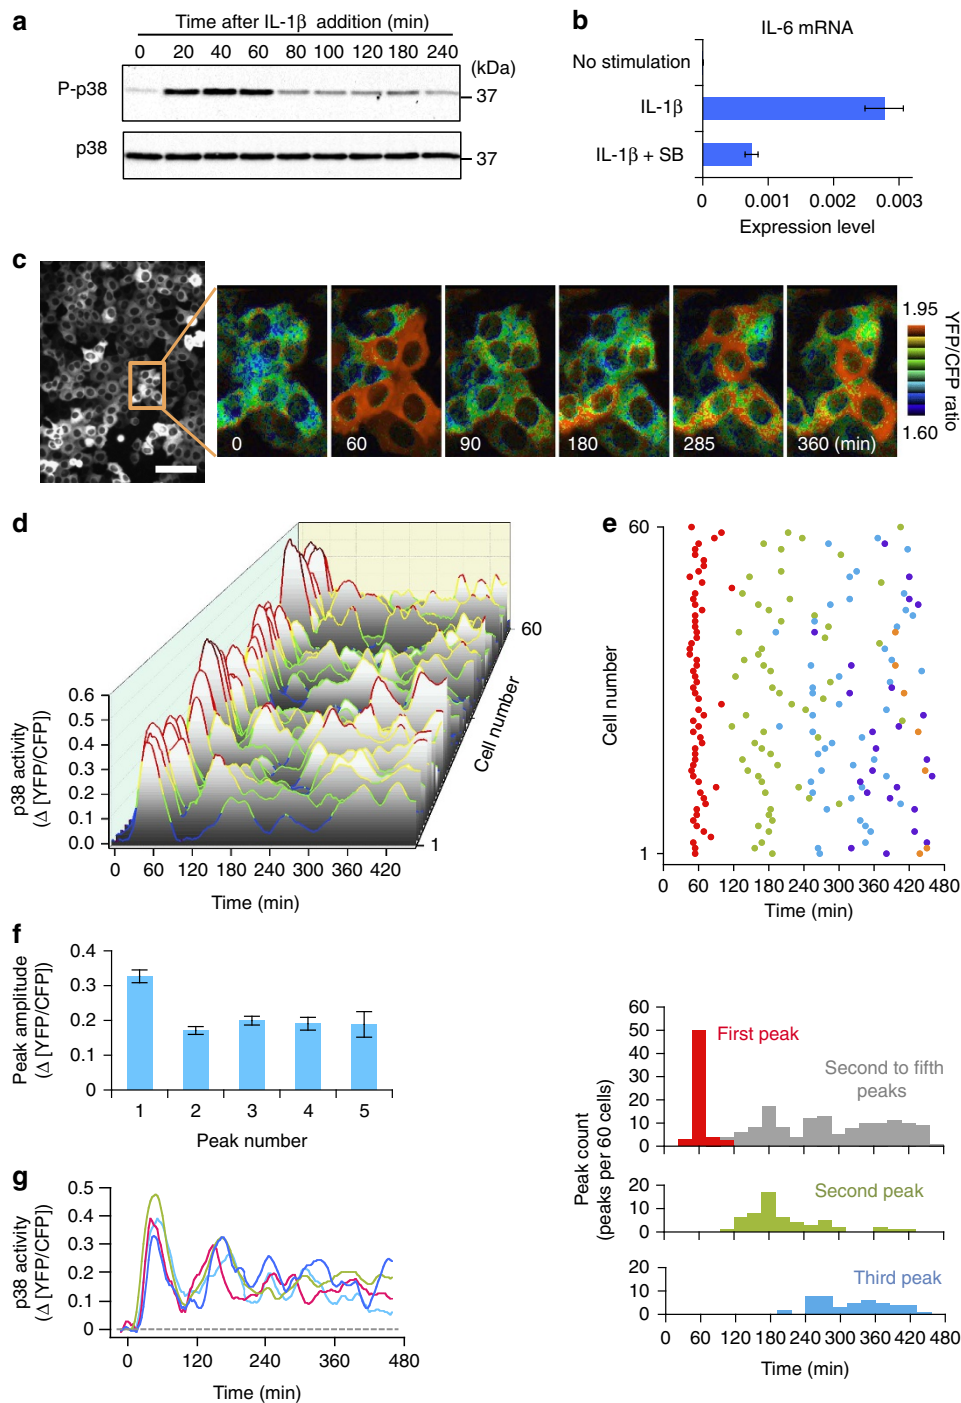 a
Time after IL-1β addition (min)
0 20 40 60 80 100 120 180 240
(kDa)
P-p38
37
p38
37
b
IL-6 mRNA
No stimulation
IL-1β
IL-1β + SB
0 0.001 0.002 0.003
Expression level
c
0
60
90
180
285
360 (min)
1.95
1.60
YFP/CFP ratio
d
p38 activity
(Δ [YFP/CFP])
0.6
0.5
0.4
0.3
0.2
0.1
0.0
0 60 120 180 240 300 360 420
Time (min)
60
1
Cell number
e
60
1
Cell number
0 60 120 180 240 300 360 420 480
Time (min)
f
Peak amplitude
(Δ [YFP/CFP])
0.4
0.3
0.2
0.1
0
1 2 3 4 5
Peak number
Peak count
(peaks per 60 cells)
60
50
40
30
20
10
0
First peak
Second to fifth
peaks
20
10
0
Second peak
20
10
0
Third peak
0 60 120 180 240 300 360 420 480
Time (min)
g
p38 activity
(Δ [YFP/CFP])
0.5
0.4
0.3
0.2
0.1
0
0 120 240 360 480
Time (min)